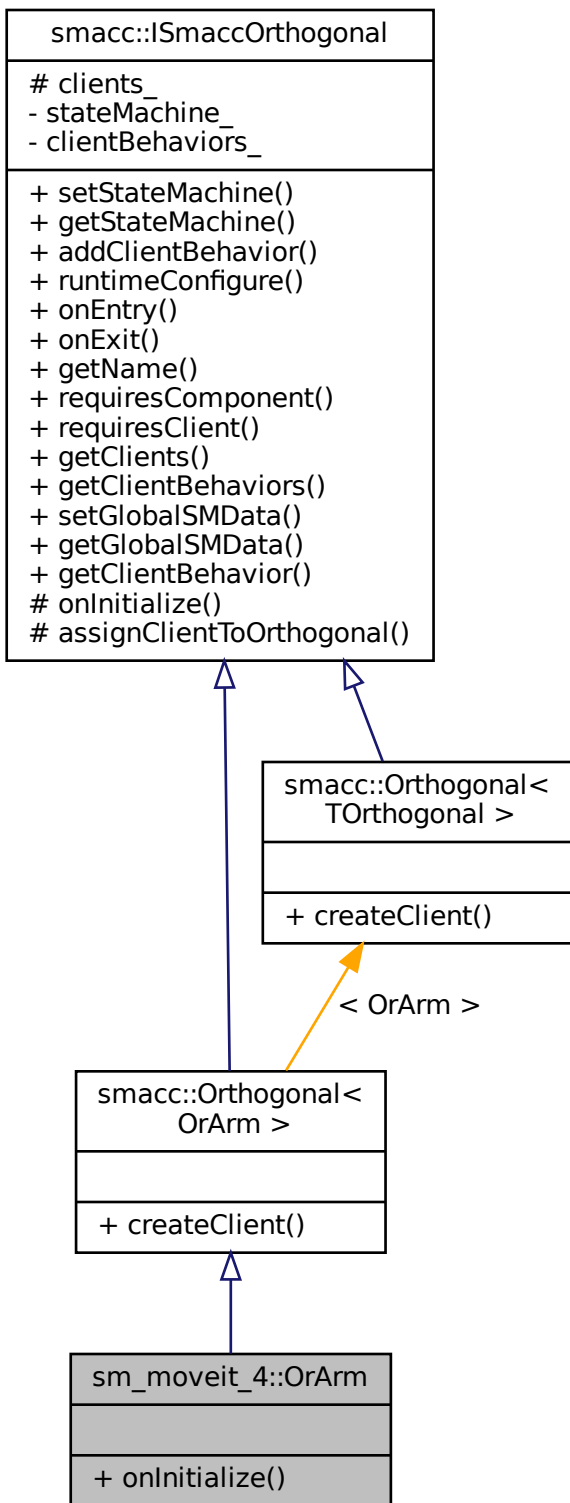 smacc::ISmaccOrthogonal
# clients_
- stateMachine_
- clientBehaviors_
+ setStateMachine()
+ getStateMachine()
+ addClientBehavior()
+ runtimeConfigure()
+ onEntry()
+ onExit()
+ getName()
+ requiresComponent()
+ requiresClient()
+ getClients()
+ getClientBehaviors()
+ setGlobalSMData()
+ getGlobalSMData()
+ getClientBehavior()
# onInitialize()
# assignClientToOrthogonal()
smacc::Orthogonal<
TOrthogonal >
+ createClient()
< OrArm >
smacc::Orthogonal<
OrArm >
+ createClient()
sm_moveit_4::OrArm
+ onInitialize()